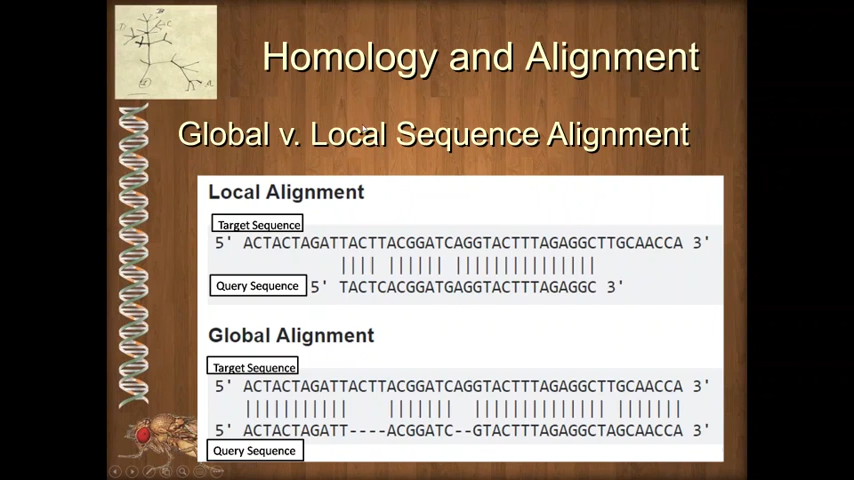 Homology and Alignment
Global v. Local Sequence Alignment
Local Alignment
Target Sequence
5' ACTACTAGATTACTTACGGATCAGGTACTTTAGAGGCTTGCAACCA 3'
|||| |||||| |||||||||||||||
Query Sequence 5' TACTCACGGATGAGGTACTTTAGAGGC 3'
Global Alignment
Target Sequence
5' ACTACTAGATTACTTACGGATCAGGTACTTTAGAGGCTTGCAACCA 3'
||||||||||| ||||||| |||||||||||||| |||||||
5' ACTACTAGATT----ACGGATC--GTACTTTAGAGGCTAGCAACCA 3'
Query Sequence